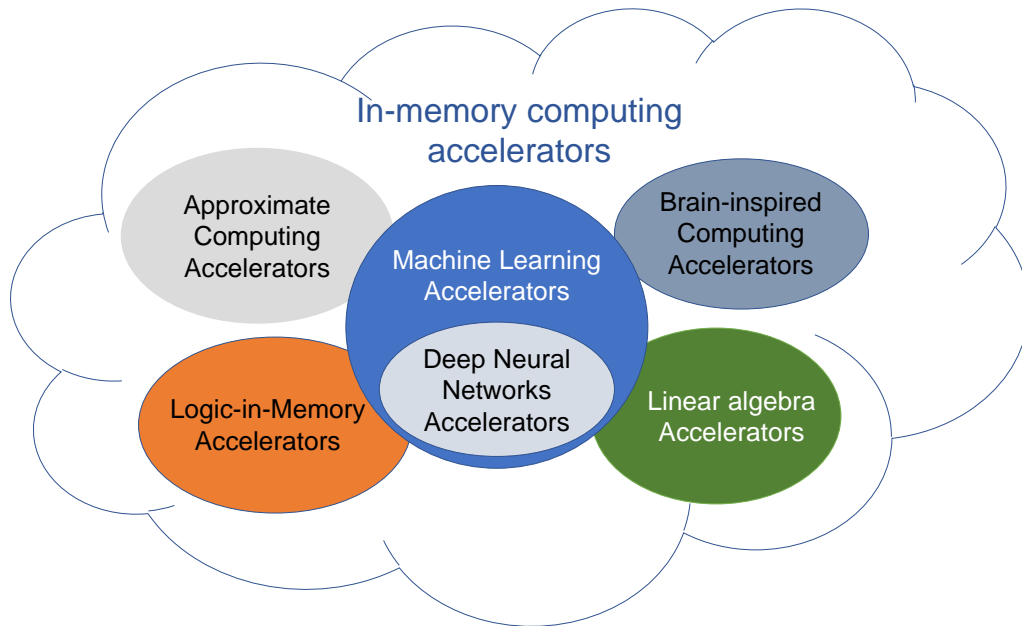 In-memory computing
accelerators
Approximate
Computing
Accelerators
Brain-inspired
Computing
Accelerators
Machine Learning
Accelerators
Deep Neural
Networks
Accelerators
Logic-in-Memory
Accelerators
Linear algebra
Accelerators